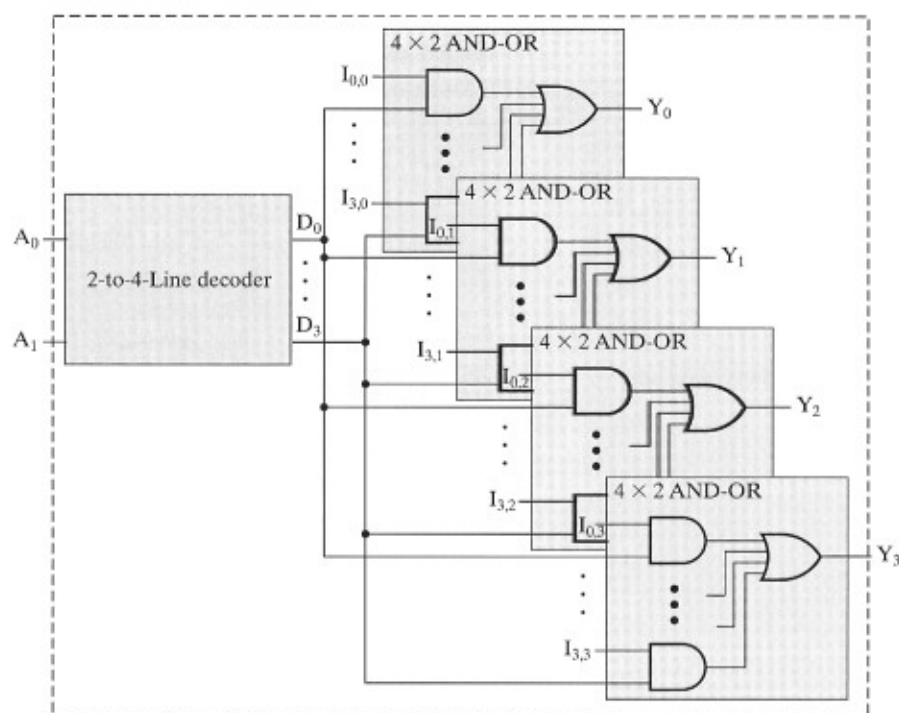 4 × 2 AND-OR
I0,0
Y0
I3,0
4 × 2 AND-OR
A0
D0
I0,1
Y1
2-to-4-Line decoder
A1
D3
4 × 2 AND-OR
I3,1
I0,2
Y2
4 × 2 AND-OR
I3,2
I0,3
Y3
I3,3